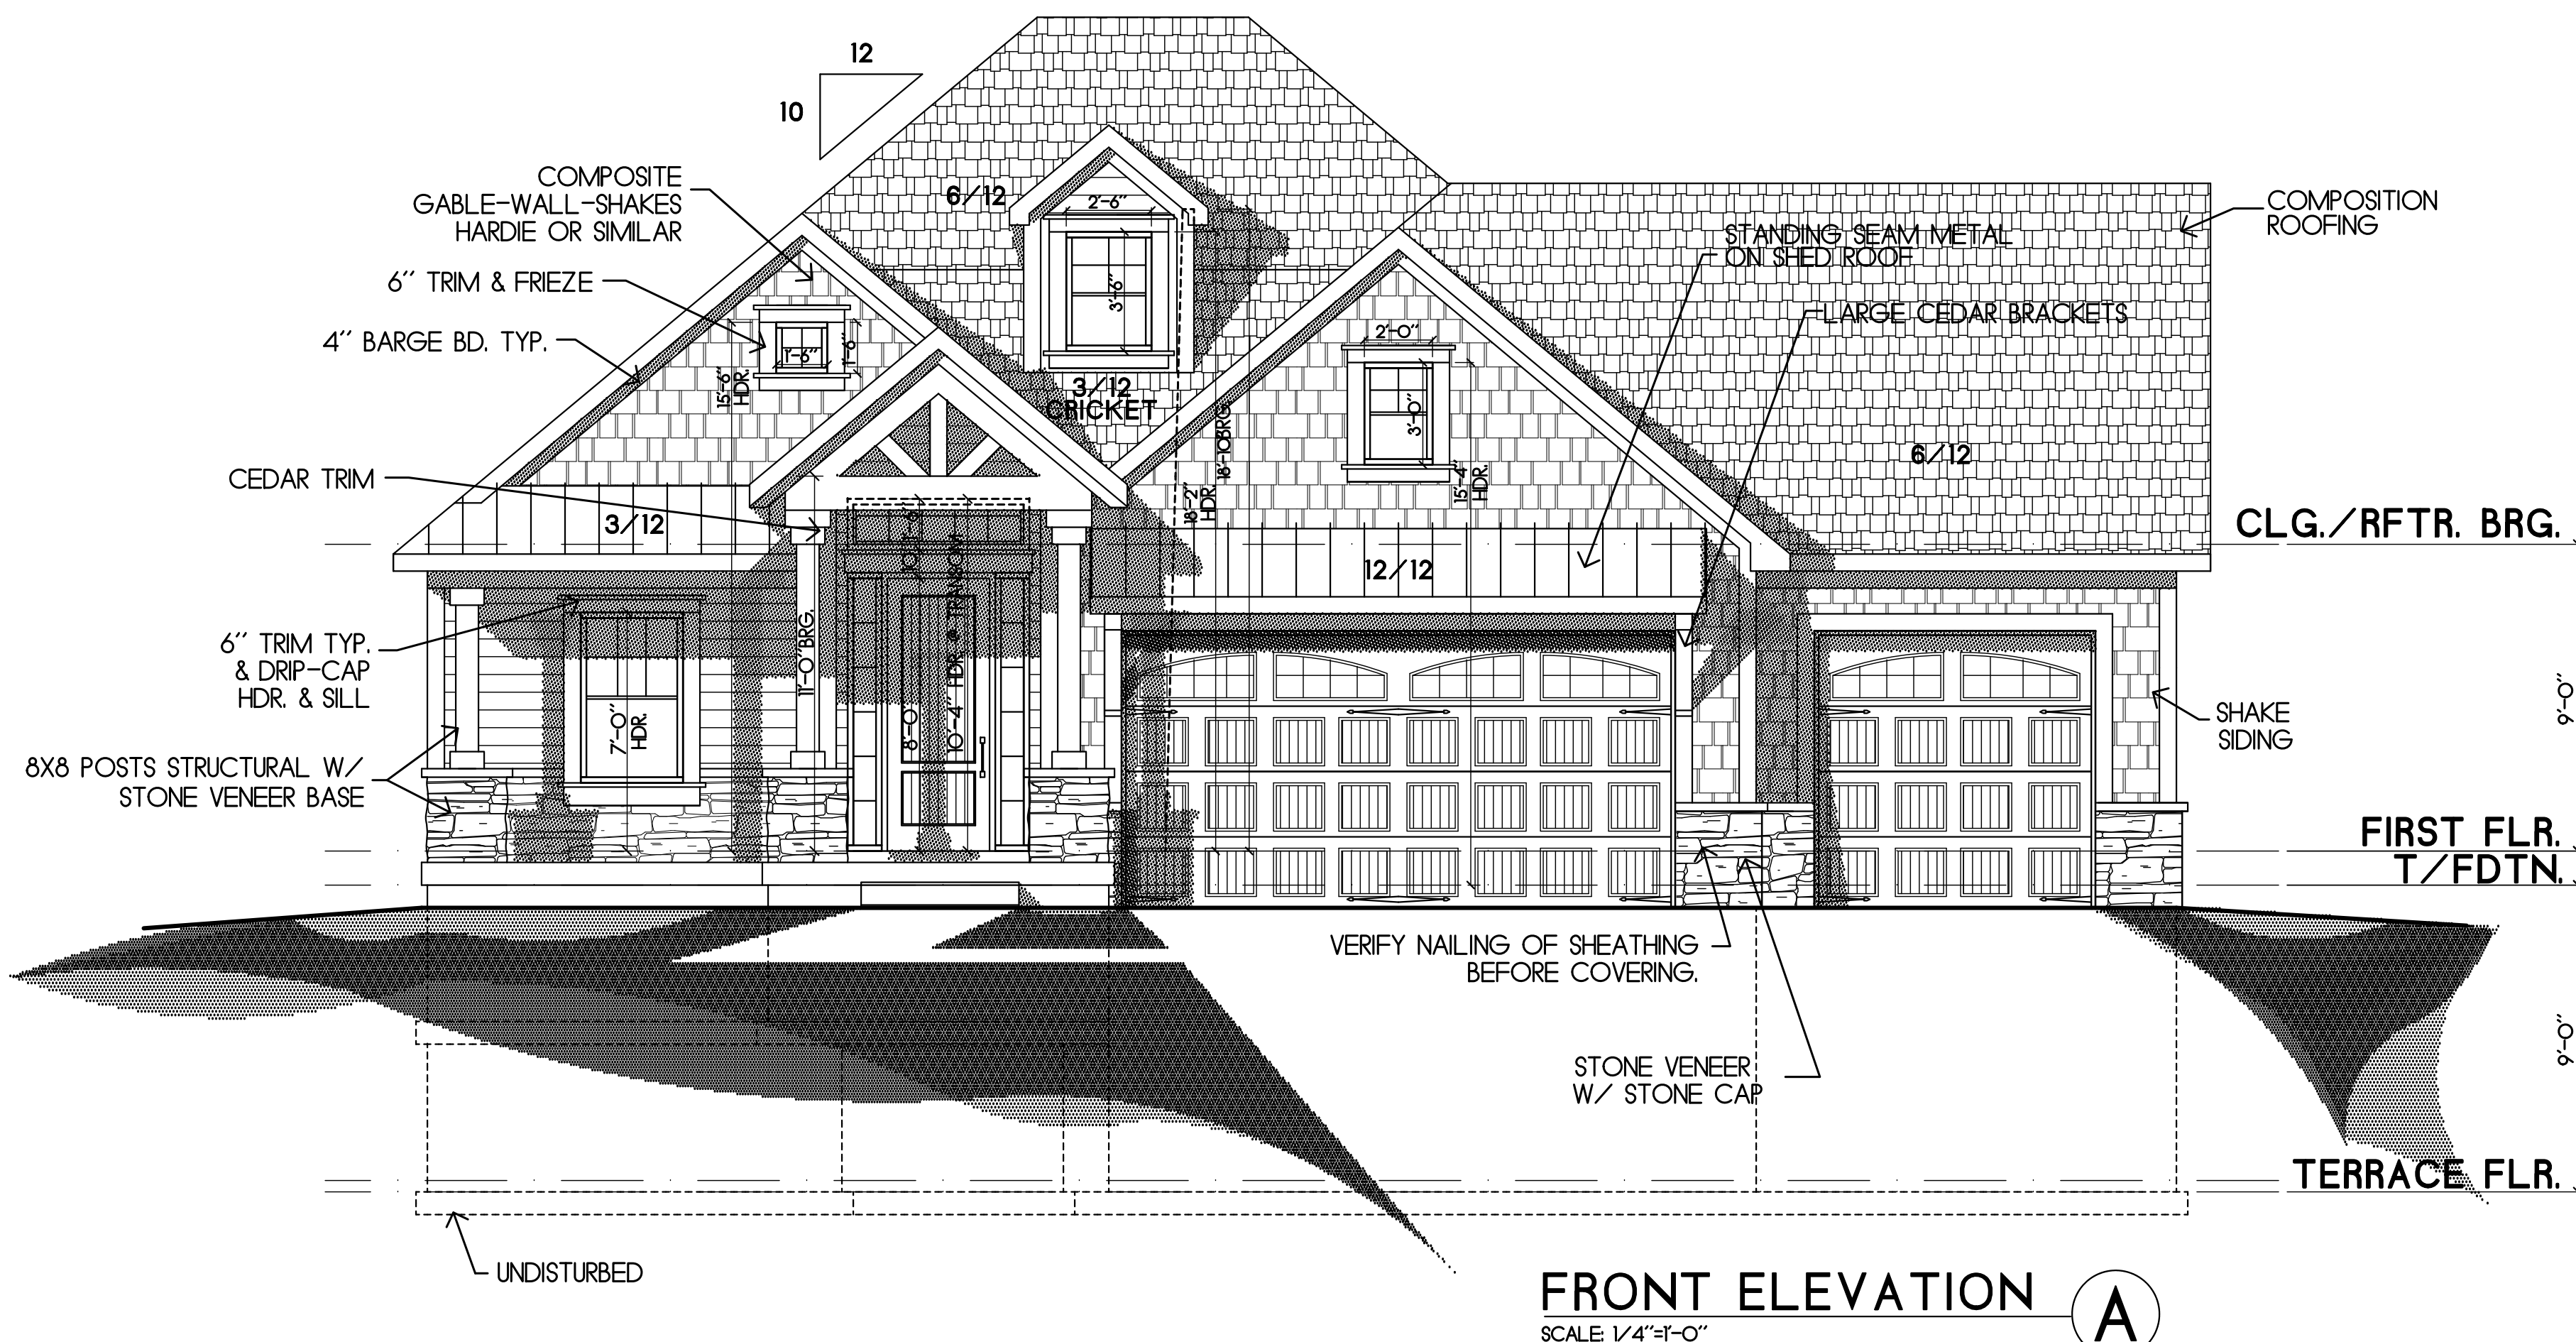 12
10
COMPOSITE
GABLE-WALL-SHAKES
HARDIE OR SIMILAR
6" TRIM & FRIEZE
4" BARGE BD. TYP.
CEDAR TRIM
6" TRIM TYP.
& DRIP-CAP
HDR. & SILL
8X8 POSTS STRUCTURAL W/
STONE VENEER BASE
UNDISTURBED
6/12
2'-6"
3'-6"
3/12
CRICKET
1'-6"
1'-6"
15'-6"
HDR.
3/12
11'-0" BRG.
7'-0"
HDR.
8'-0"
10'-4" HDR. @ TRANSOM
18'-2"
HDR.
18'-10 BRG.
2'-0"
3'-0"
15'-4"
HDR.
12/12
STANDING SEAM METAL
ON SHED ROOF
LARGE CEDAR BRACKETS
6/12
COMPOSITION
ROOFING
CLG./RFTR. BRG.
9'-0"
SHAKE
SIDING
FIRST FLR.
T/FDTN.
VERIFY NAILING OF SHEATHING
BEFORE COVERING.
9'-0"
STONE VENEER
W/ STONE CAP
TERRACE FLR.
FRONT ELEVATION
A
SCALE: 1/4"=1'-0"